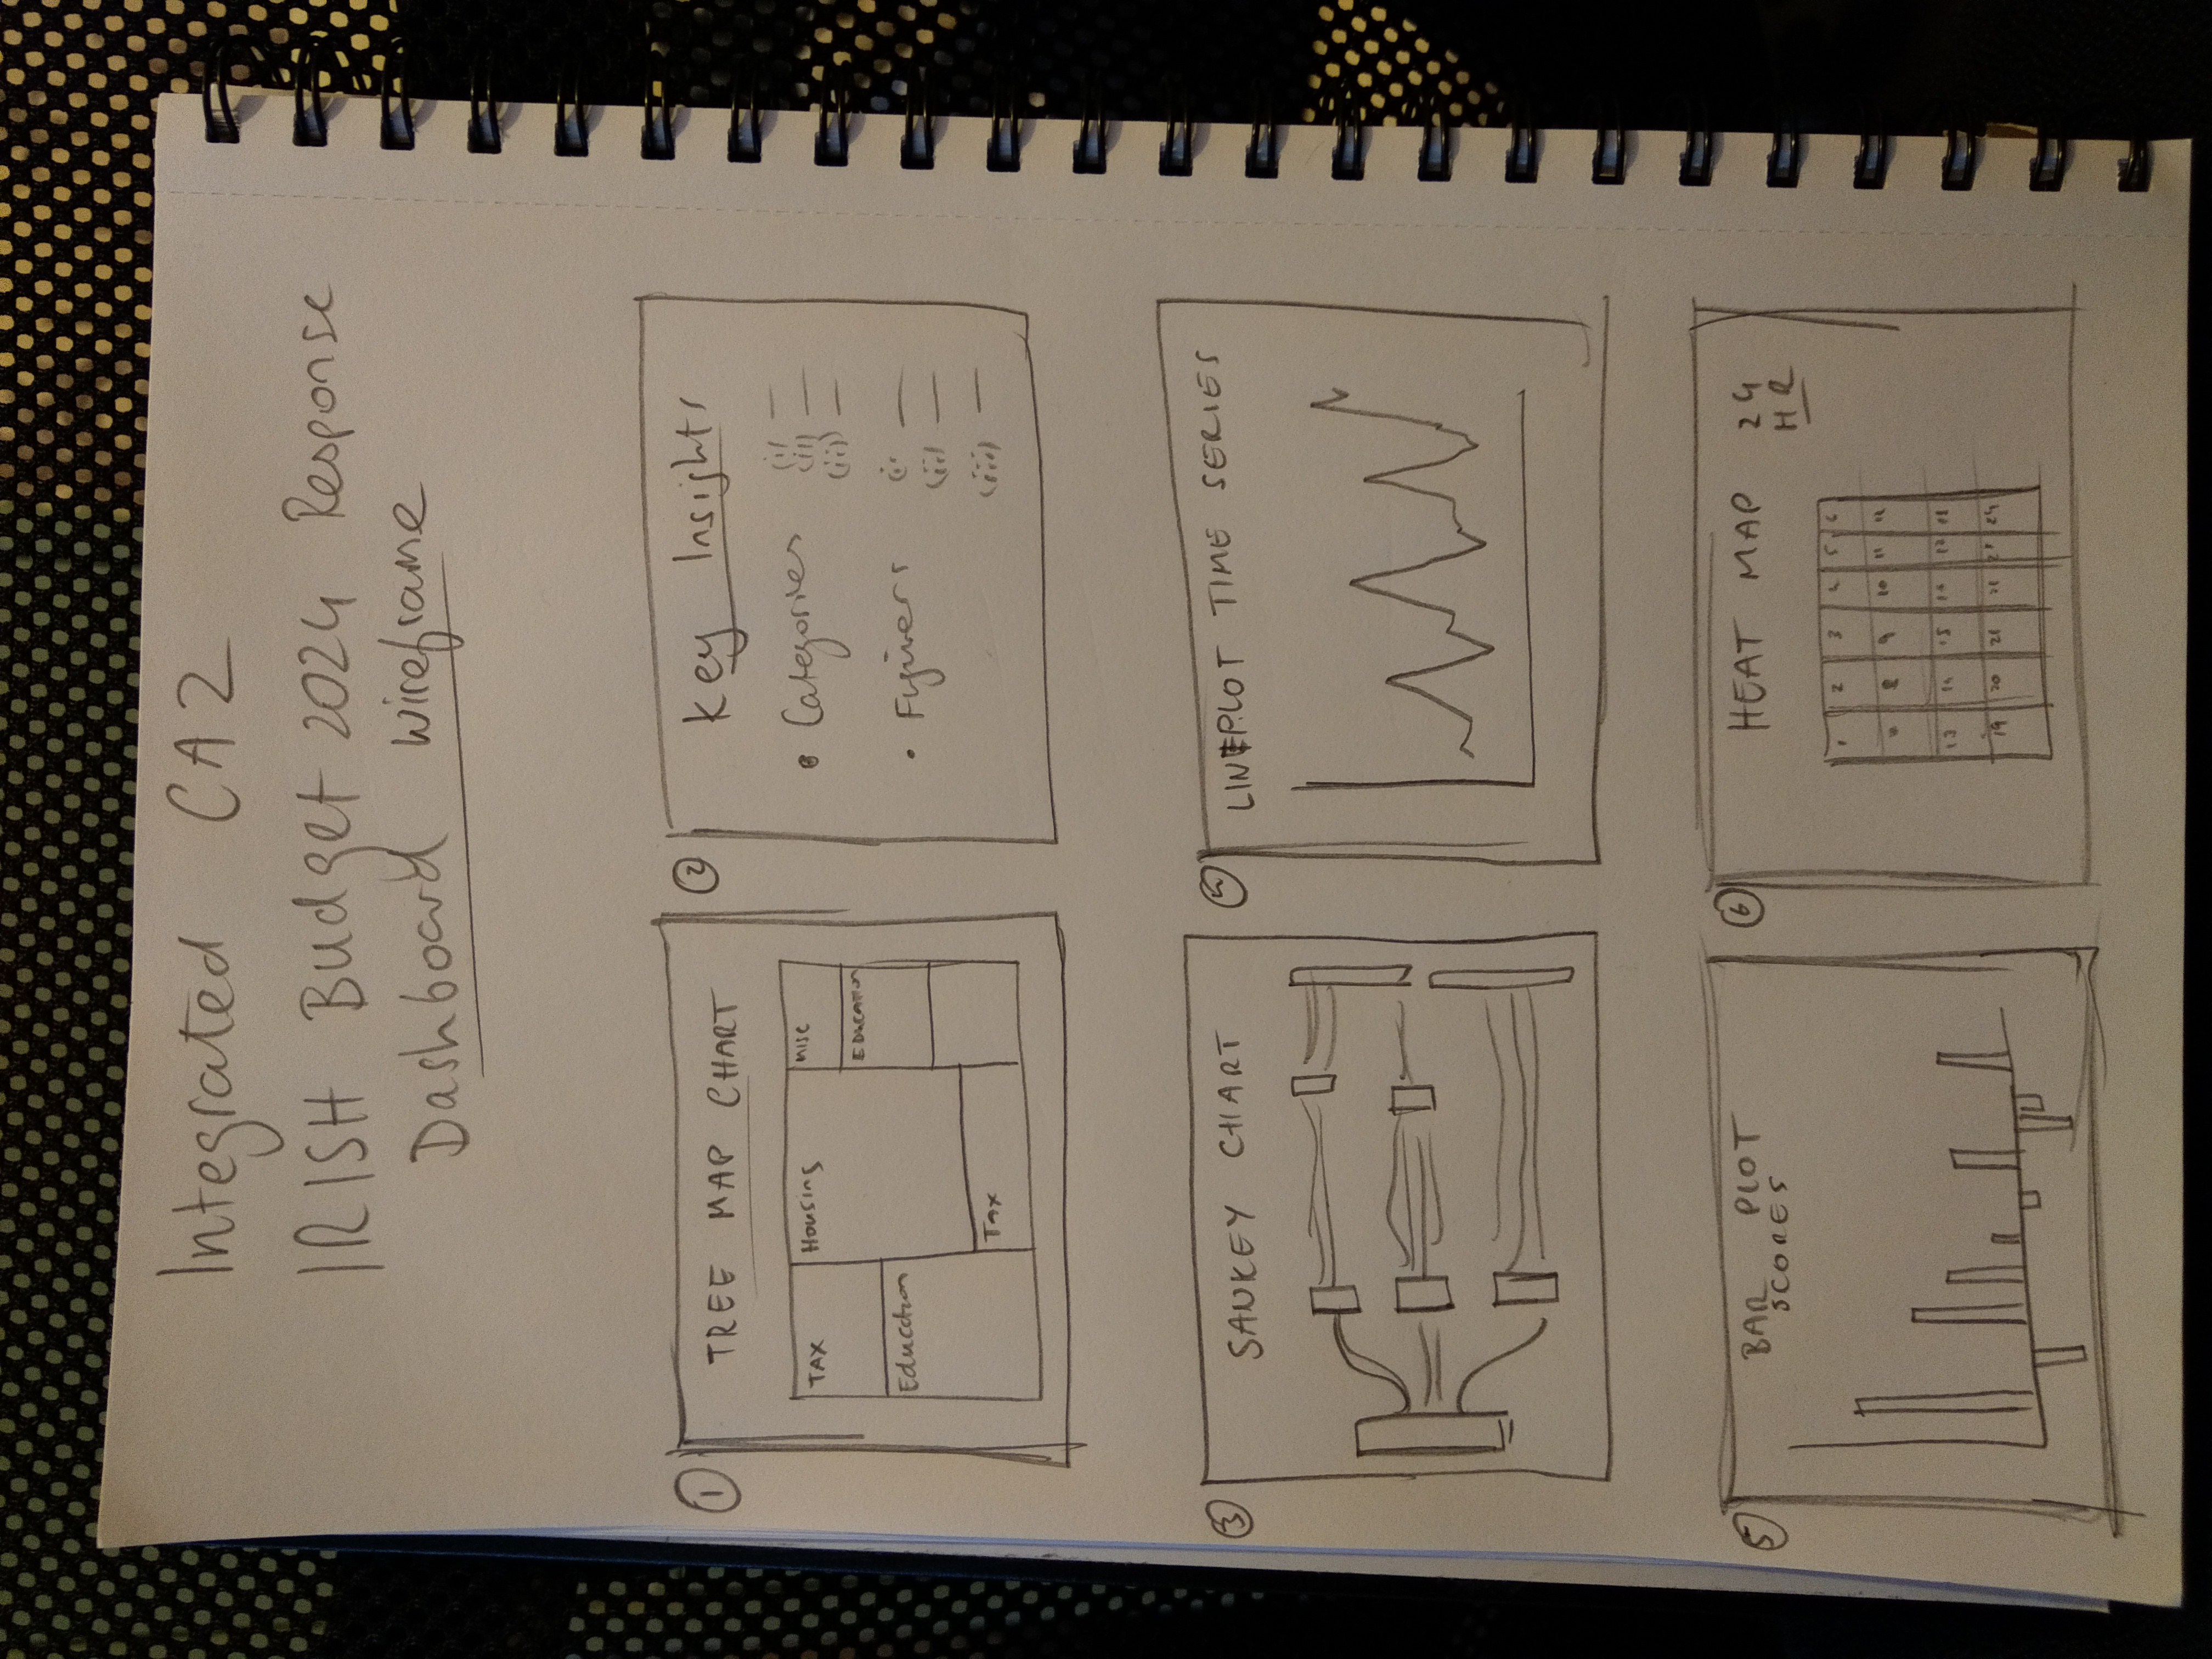 Integrated CA2
IRISH Budget 2024 Response
Dashboard Wireframe
1
TREE MAP CHART
TAX
Housing
Misc
Education
Education
Tax
2
Key Insights
• Categories
(i) —
(ii) —
(iii) —
• Figuers
(i) —
(ii) —
(iii) —
3
SANKEY CHART
4
LINEPLOT TIME SERIES
5
BAR PLOT
SCORES
6
HEAT MAP 24
HR
1 2 3 4 5 6
8 9 10 11 12
13 14 15 16 17 18
19 20 21 23 24